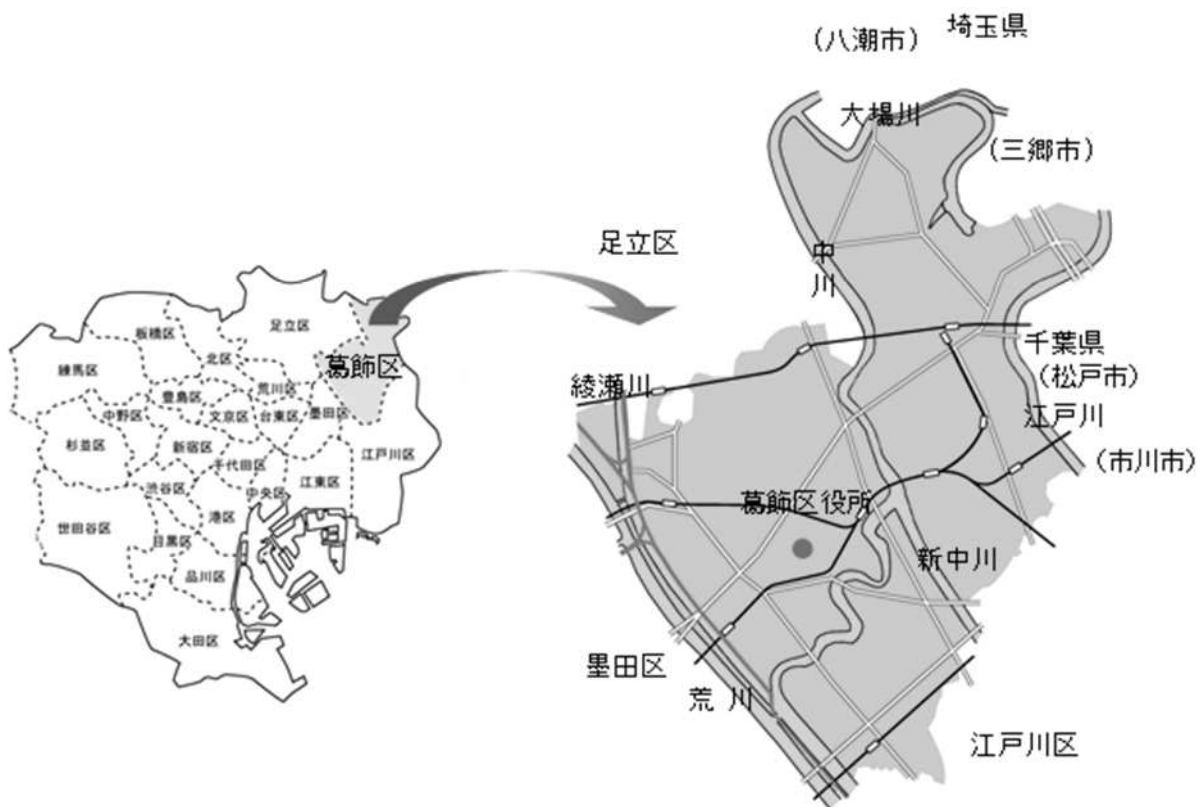 足立区
板橋区
北区
葛飾区
練馬区
荒川区
豊島区
中野区
文京区
台東区
墨田区
杉並区
新宿区
江戸川区
千代田区
江東区
渋谷区
中央区
港区
世田谷区
目黒区
品川区
大田区
埼玉県
(八潮市)
大場川
(三郷市)
足立区
中
川
千葉県
(松戸市)
綾瀬川
江戸川
(市川市)
葛飾区役所
新中川
墨田区
荒 川
江戸川区